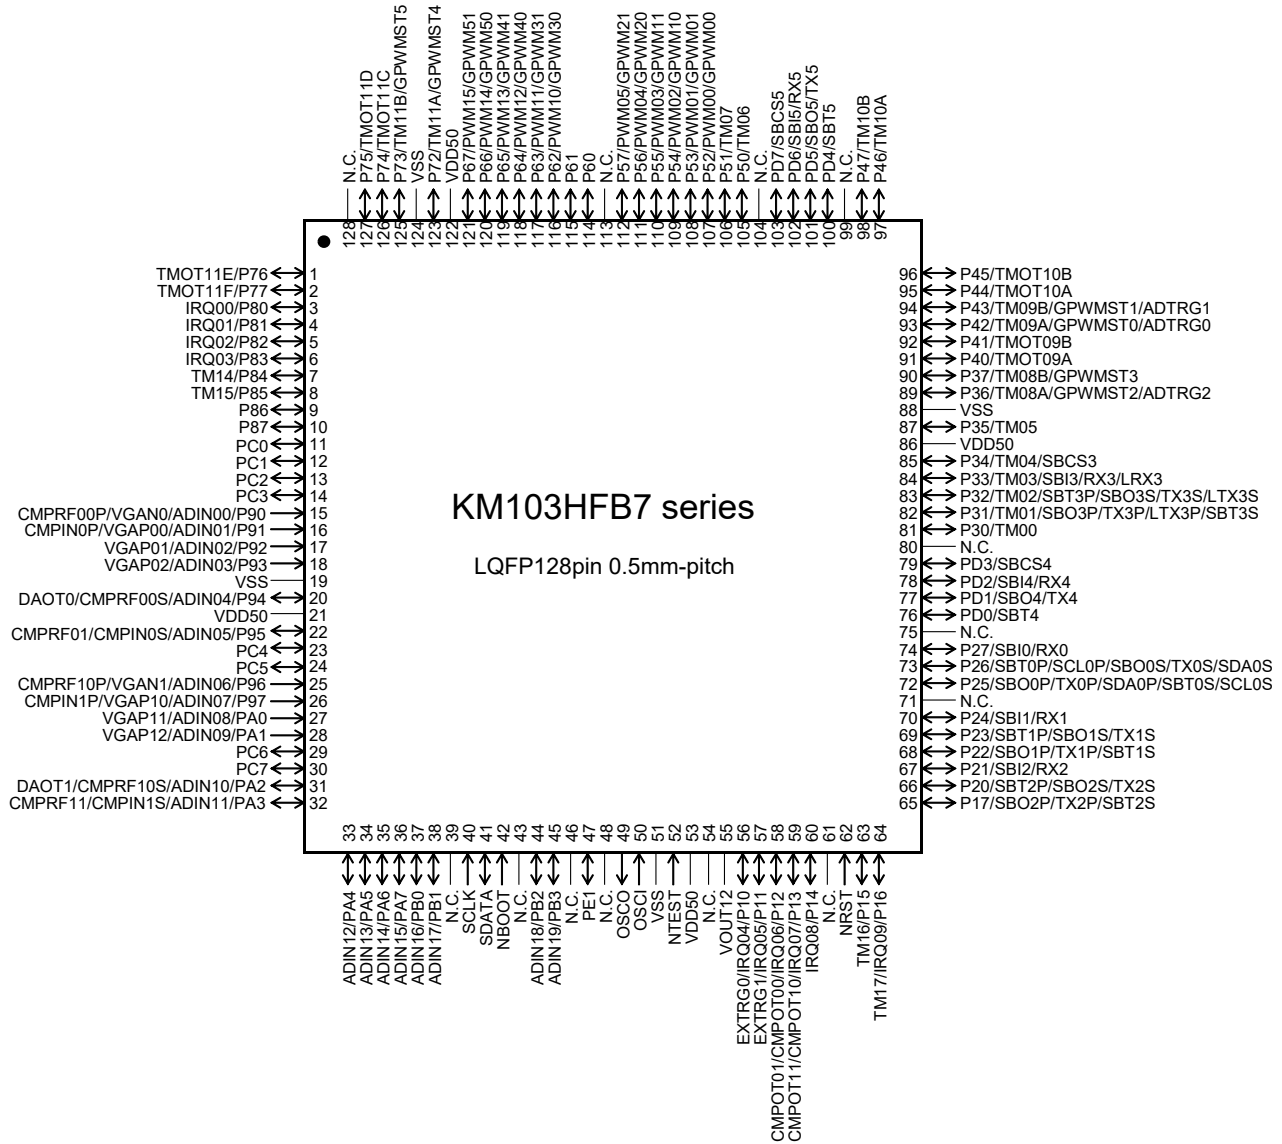 N.C.
P75/TMOT11D
P74/TMOT11C
P73/TM11B/GPWMST5
VSS
P72/TM11A/GPWMST4
VDD50
P67/PWM15/GPWM51
P66/PWM14/GPWM50
P65/PWM13/GPWM41
P64/PWM12/GPWM40
P63/PWM11/GPWM31
P62/PWM10/GPWM30
P61
P60
N.C.
P57/PWM05/GPWM21
P56/PWM04/GPWM20
P55/PWM03/GPWM11
P54/PWM02/GPWM10
P53/PWM01/GPWM01
P52/PWM00/GPWM00
P51/TM07
P50/TM06
N.C.
PD7/SBCS5
PD6/SBI5/RX5
PD5/SBO5/TX5
PD4/SBT5
N.C.
P47/TM10B
P46/TM10A
128
127
126
125
124
123
122
121
120
119
118
117
116
115
114
113
112
111
110
109
108
107
106
105
104
103
102
101
100
99
98
97
TMOT11E/P76 1
TMOT11F/P77 2
IRQ00/P80 3
IRQ01/P81 4
IRQ02/P82 5
IRQ03/P83 6
TM14/P84 7
TM15/P85 8
P86 9
P87 10
PC0 11
PC1 12
PC2 13
PC3 14
CMPRF00P/VGAN0/ADIN00/P90 15
CMPIN0P/VGAP00/ADIN01/P91 16
VGAP01/ADIN02/P92 17
VGAP02/ADIN03/P93 18
VSS 19
DAOT0/CMPRF00S/ADIN04/P94 20
VDD50 21
CMPRF01/CMPIN0S/ADIN05/P95 22
PC4 23
PC5 24
CMPRF10P/VGAN1/ADIN06/P96 25
CMPIN1P/VGAP10/ADIN07/P97 26
VGAP11/ADIN08/PA0 27
VGAP12/ADIN09/PA1 28
PC6 29
PC7 30
DAOT1/CMPRF10S/ADIN10/PA2 31
CMPRF11/CMPIN1S/ADIN11/PA3 32
KM103HFB7 series
LQFP128pin 0.5mm-pitch
96 P45/TMOT10B
95 P44/TMOT10A
94 P43/TM09B/GPWMST1/ADTRG1
93 P42/TM09A/GPWMST0/ADTRG0
92 P41/TMOT09B
91 P40/TMOT09A
90 P37/TM08B/GPWMST3
89 P36/TM08A/GPWMST2/ADTRG2
88 VSS
87 P35/TM05
86 VDD50
85 P34/TM04/SBCS3
84 P33/TM03/SBI3/RX3/LRX3
83 P32/TM02/SBT3P/SBO3S/TX3S/LTX3S
82 P31/TM01/SBO3P/TX3P/LTX3P/SBT3S
81 P30/TM00
80 N.C.
79 PD3/SBCS4
78 PD2/SBI4/RX4
77 PD1/SBO4/TX4
76 PD0/SBT4
75 N.C.
74 P27/SBI0/RX0
73 P26/SBT0P/SCL0P/SBO0S/TX0S/SDA0S
72 P25/SBO0P/TX0P/SDA0P/SBT0S/SCL0S
71 N.C.
70 P24/SBI1/RX1
69 P23/SBT1P/SBO1S/TX1S
68 P22/SBO1P/TX1P/SBT1S
67 P21/SBI2/RX2
66 P20/SBT2P/SBO2S/TX2S
65 P17/SBO2P/TX2P/SBT2S
33
34
35
36
37
38
39
40
41
42
43
44
45
46
47
48
49
50
51
52
53
54
55
56
57
58
59
60
61
62
63
64
ADIN12/PA4
ADIN13/PA5
ADIN14/PA6
ADIN15/PA7
ADIN16/PB0
ADIN17/PB1
N.C.
SCLK
SDATA
NBOOT
N.C.
ADIN18/PB2
ADIN19/PB3
N.C.
PE1
N.C.
OSCO
OSCI
VSS
NTEST
VDD50
N.C.
VOUT12
EXTRG0/IRQ04/P10
EXTRG1/IRQ05/P11
CMPOT01/CMPOT00/IRQ06/P12
CMPOT11/CMPOT10/IRQ07/P13
IRQ08/P14
N.C.
NRST
TM16/P15
TM17/IRQ09/P16